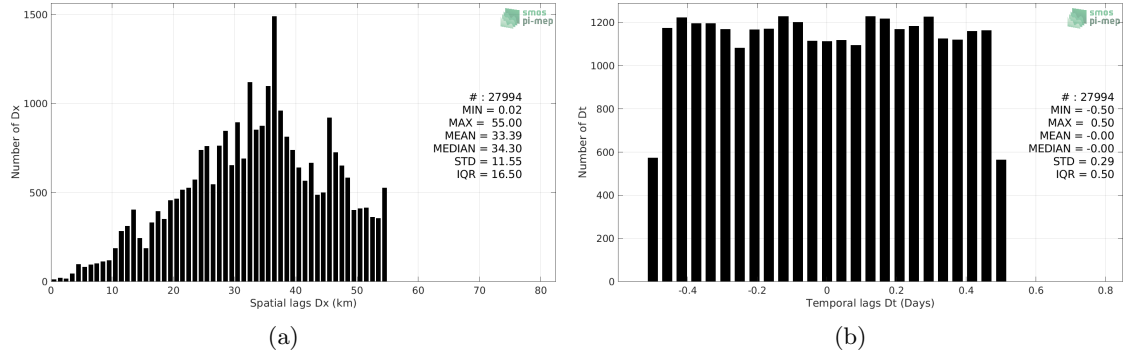 1500
1000
500
0
Number of Dx
0
10
20
30
40
50
60
70
80
Spatial lags Dx (km)
smos
pi-mep
# : 27994
MIN = 0.02
MAX = 55.00
MEAN = 33.39
MEDIAN = 34.30
STD = 11.55
IQR = 16.50
(a)
1200
1000
800
600
400
200
0
Number of Dt
-0.4
-0.2
0
0.2
0.4
0.6
0.8
Temporal lags Dt (Days)
smos
pi-mep
# : 27994
MIN = -0.50
MAX = 0.50
MEAN = -0.00
MEDIAN = -0.00
STD = 0.29
IQR = 0.50
(b)